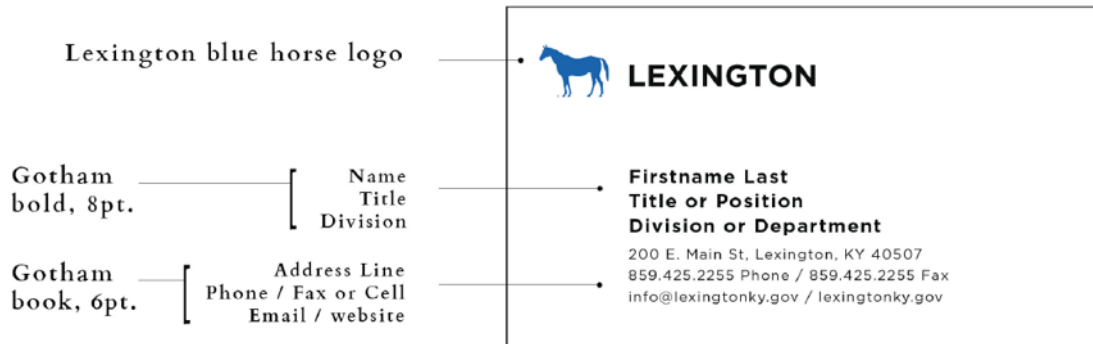 Lexington blue horse logo
LEXINGTON
Gotham
bold, 8pt.
Name
Title
Division
Firstname Last
Title or Position
Division or Department
Gotham
book, 6pt.
Address Line
Phone / Fax or Cell
Email / website
200 E. Main St, Lexington, KY 40507
859.425.2255 Phone / 859.425.2255 Fax
info@lexingtonky.gov / lexingtonky.gov